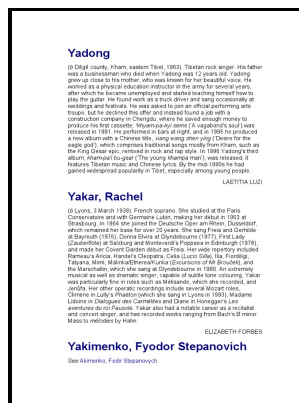 Yadong
(b Dêgê county, Kham, eastern Tibet, 1963). Tibetan rock singer. His father
was a businessman who died when Yadong was 12 years old. Yadong
grew up close to his mother, who was known for her beautiful voice. He
worked as a physical education instructor in the army for several years,
after which he became unemployed and started teaching himself how to
play the guitar. He found work as a truck driver and sang occasionally at
weddings and festivals. He was asked to join an official performing arts
troupe, but he declined this offer and instead found a job with a
construction company in Chengdu, where he saved enough money to
produce his first cassette; 'Khyam-pa-kyi sems ('A vagabond's soul') was
released in 1991. He performed in bars at night, and in 1995 he produced
a new album with a Chinese title, xiang wang shen ying ('Desire for the
eagle god'), which comprises traditional songs mostly from Kham, such as
the King Gesar epic, remixed in rock and rap style. In 1996 Yadong's third
album, kham-pa'i bu-gsar ('The young khampa man'), was released; it
features Tibetan music and Chinese lyrics. By the mid-1990s he had
gained widespread popularity in Tibet, especially among young people.
LAETITIA LUZI
Yakar, Rachel
(b Lyons, 3 March 1938). French soprano. She studied at the Paris
Conservatoire and with Germaine Lubin, making her début in 1963 at
Strasbourg. In 1964 she joined the Deutsche Oper am Rhein, Düsseldorf,
which remained her base for over 20 years. She sang Freia and Gerhilde
at Bayreuth (1976), Donna Elvira at Glyndebourne (1977), First Lady
(Zauberflöte) at Salzburg and Monteverdi's Poppaea in Edinburgh (1978),
and made her Covent Garden début as Freia. Her wide repertory included
Rameau's Aricia, Handel's Cleopatra, Celia (Lucio Silla), Ilia, Fiordiligi,
Tatyana, Mimì, Málinka/Etherea/Kunka (Excursions of Mr Brouček), and
the Marschallin, which she sang at Glyndebourne in 1980. An extremely
musical as well as dramatic singer, capable of subtle tone colouring, Yakar
was particularly fine in roles such as Mélisande, which she recorded, and
Jenůfa. Her other operatic recordings include several Mozart roles,
Climène in Lully's Phaëton (which she sang in Lyons in 1993), Madame
Lidoine in Dialogues des Carmélites and Diane in Honegger's Les
aventures du roi Pausole. Yakar also had a notable career as a recitalist
and concert singer, and has recorded works ranging from Bach's B minor
Mass to mélodies by Hahn.
ELIZABETH FORBES
Yakimenko, Fyodor Stepanovich
See Akimenko, Fedir Stepanovych.